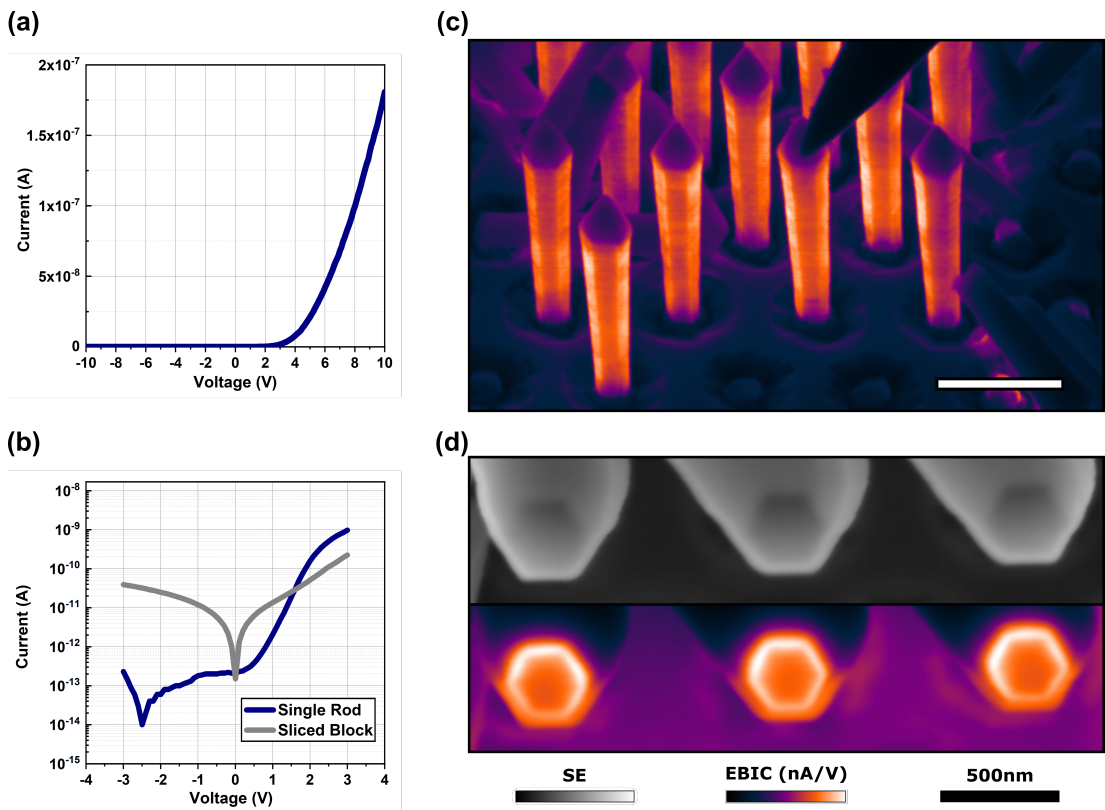 (a)
2x10⁻⁷
1.5x10⁻⁷
1x10⁻⁷
5x10⁻⁸
0
-10 -8 -6 -4 -2 0 2 4 6 8 10
Current (A)
Voltage (V)
(b)
10⁻⁸
10⁻⁹
10⁻¹⁰
10⁻¹¹
10⁻¹²
10⁻¹³
10⁻¹⁴
10⁻¹⁵
-4 -3 -2 -1 0 1 2 3 4
Current (A)
Voltage (V)
Single Rod
Sliced Block
(c)
(d)
SE EBIC (nA/V) 500nm